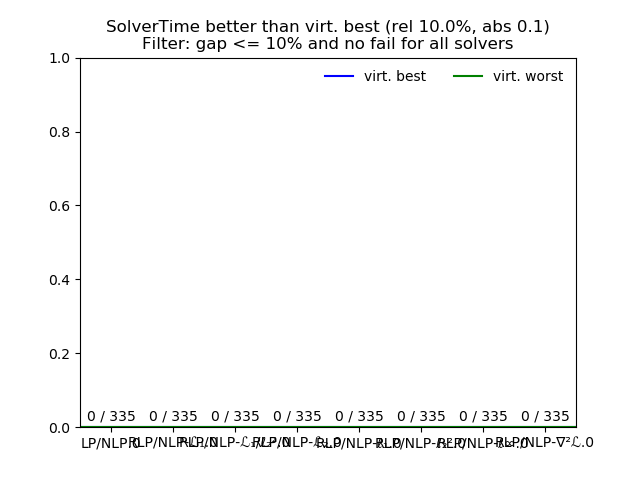 SolverTime better than virt. best (rel 10.0%, abs 0.1)
Filter: gap <= 10% and no fail for all solvers
virt. best virt. worst
1.0
0.8
0.6
0.4
0.2
0.0
0 / 335 0 / 335 0 / 335 0 / 335 0 / 335 0 / 335 0 / 335 0 / 335
LP/NLP.0